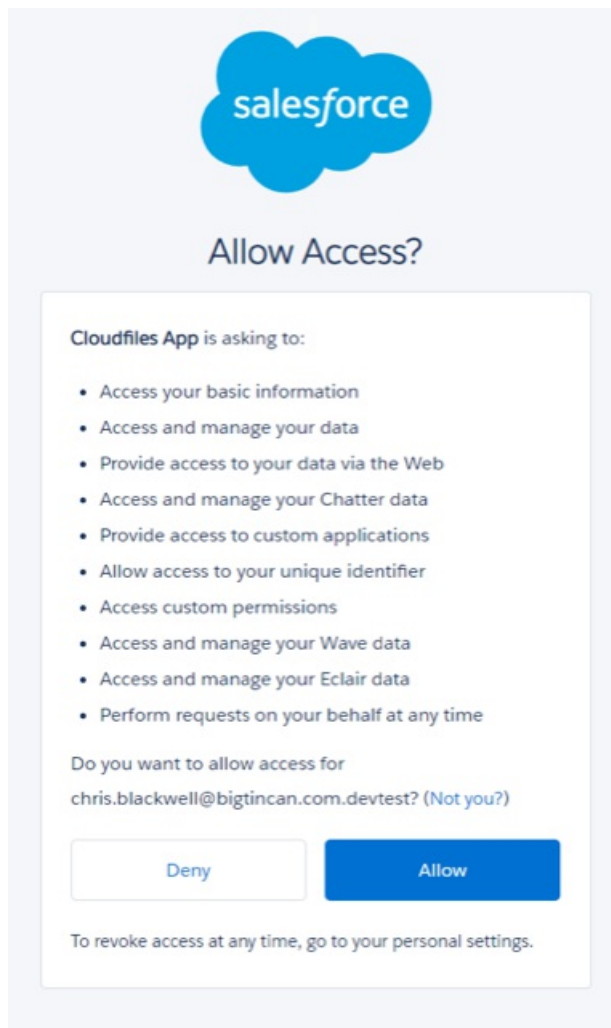 salesforce
Allow Access?
Cloudfiles App is asking to:
• Access your basic information
• Access and manage your data
• Provide access to your data via the Web
• Access and manage your Chatter data
• Provide access to custom applications
• Allow access to your unique identifier
• Access custom permissions
• Access and manage your Wave data
• Access and manage your Eclair data
• Perform requests on your behalf at any time
Do you want to allow access for
chris.blackwell@bigtincan.com.devtest? (Not you?)
Deny
Allow
To revoke access at any time, go to your personal settings.